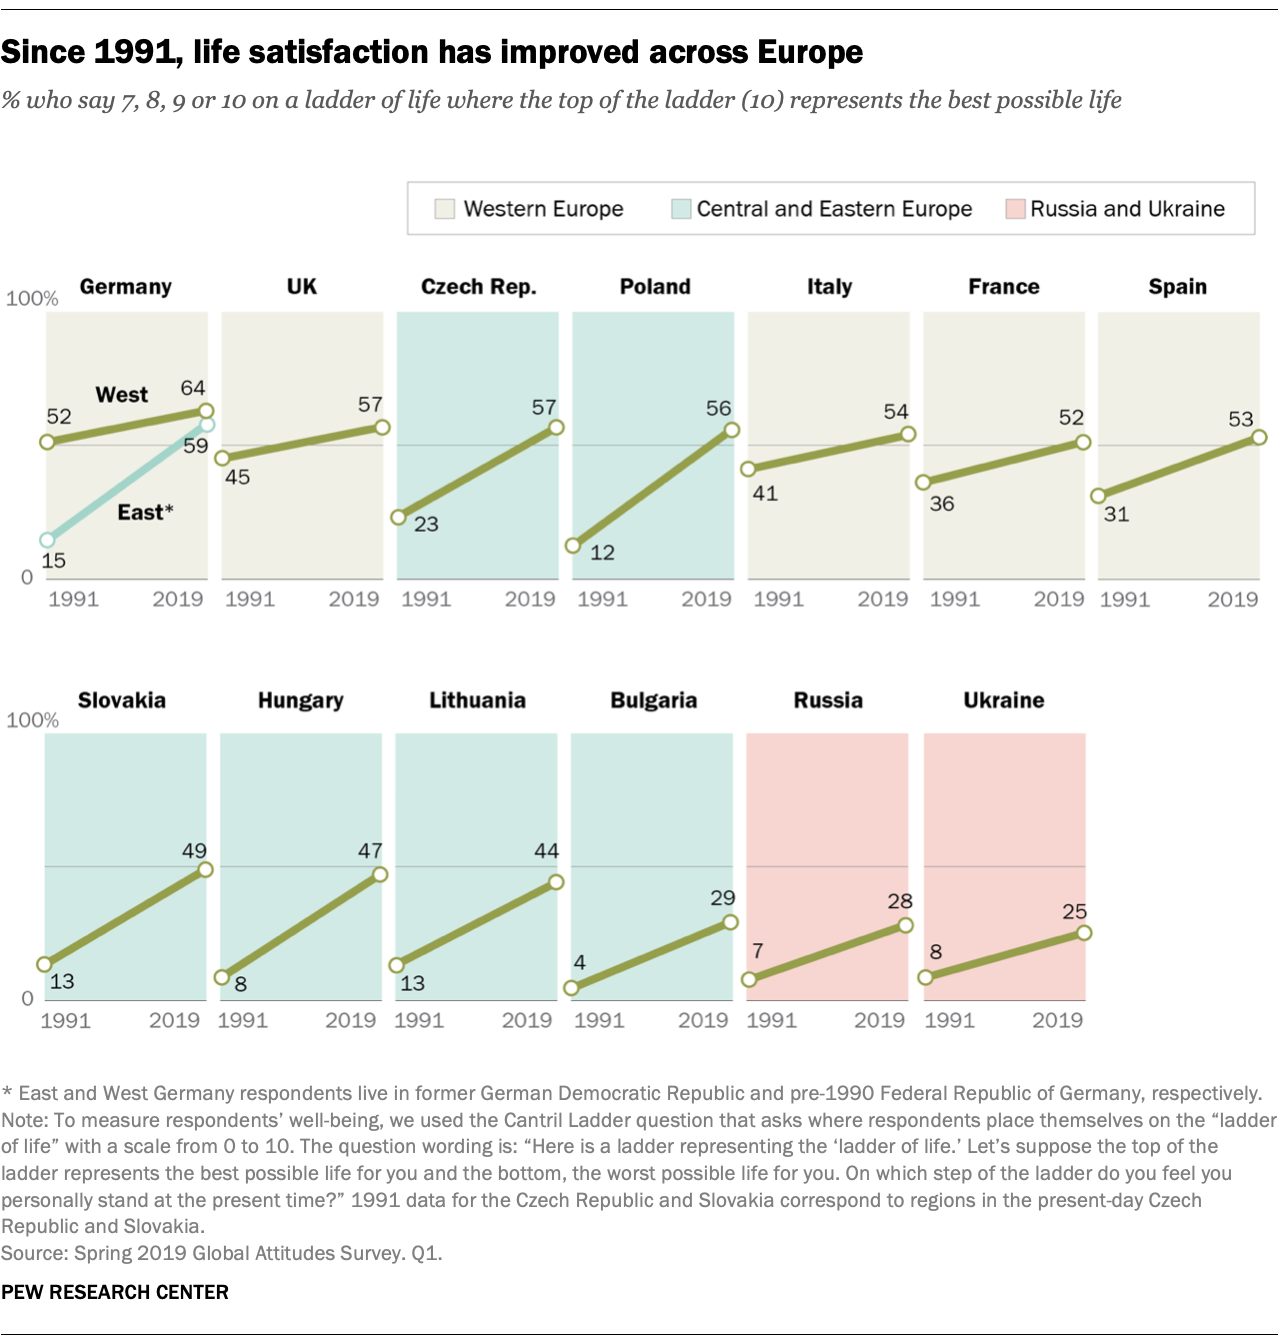 Since 1991, life satisfaction has improved across Europe
% who say 7, 8, 9 or 10 on a ladder of life where the top of the ladder (10) represents the best possible life
Western Europe Central and Eastern Europe Russia and Ukraine
Germany UK Czech Rep. Poland Italy France Spain
100%
West 64
52
59
East*
15
57
45
57
23
56
12
54
41
52
36
53
31
0
1991 2019 1991 2019 1991 2019 1991 2019 1991 2019 1991 2019 1991 2019
Slovakia Hungary Lithuania Bulgaria Russia Ukraine
100%
49
13
47
8
44
13
29
4
28
7
25
8
0
1991 2019 1991 2019 1991 2019 1991 2019 1991 2019 1991 2019
* East and West Germany respondents live in former German Democratic Republic and pre-1990 Federal Republic of Germany, respectively.
Note: To measure respondents’ well-being, we used the Cantril Ladder question that asks where respondents place themselves on the “ladder
of life” with a scale from 0 to 10. The question wording is: “Here is a ladder representing the ‘ladder of life.’ Let’s suppose the top of the
ladder represents the best possible life for you and the bottom, the worst possible life for you. On which step of the ladder do you feel you
personally stand at the present time?” 1991 data for the Czech Republic and Slovakia correspond to regions in the present-day Czech
Republic and Slovakia.
Source: Spring 2019 Global Attitudes Survey. Q1.
PEW RESEARCH CENTER